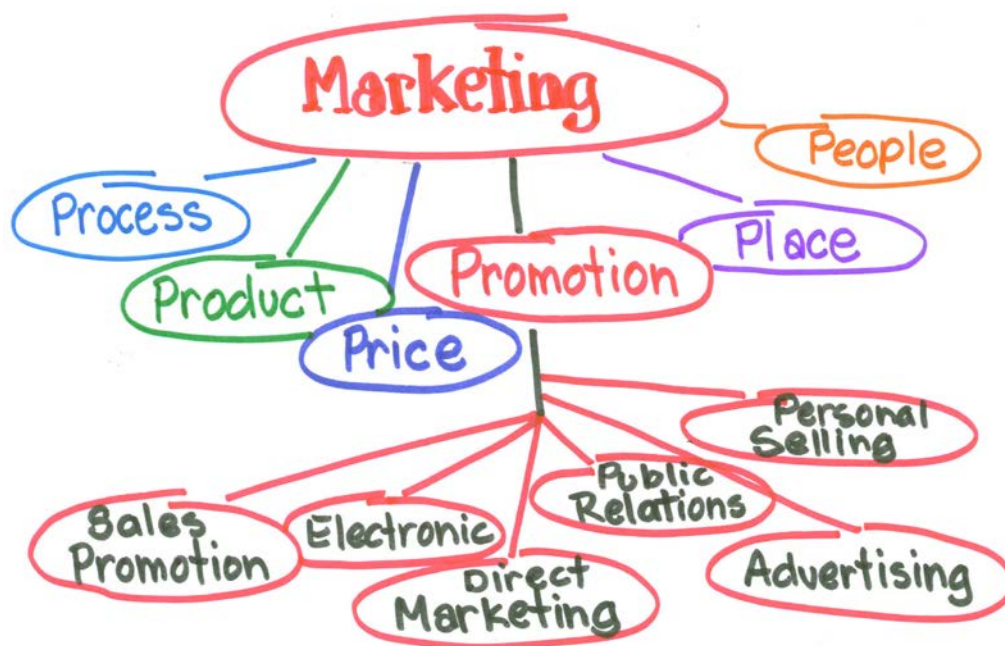 Marketing
People
Process
Place
Product
Promotion
Price
Personal
Selling
Public
Relations
Sales
Promotion
Electronic
Direct
Marketing
Advertising